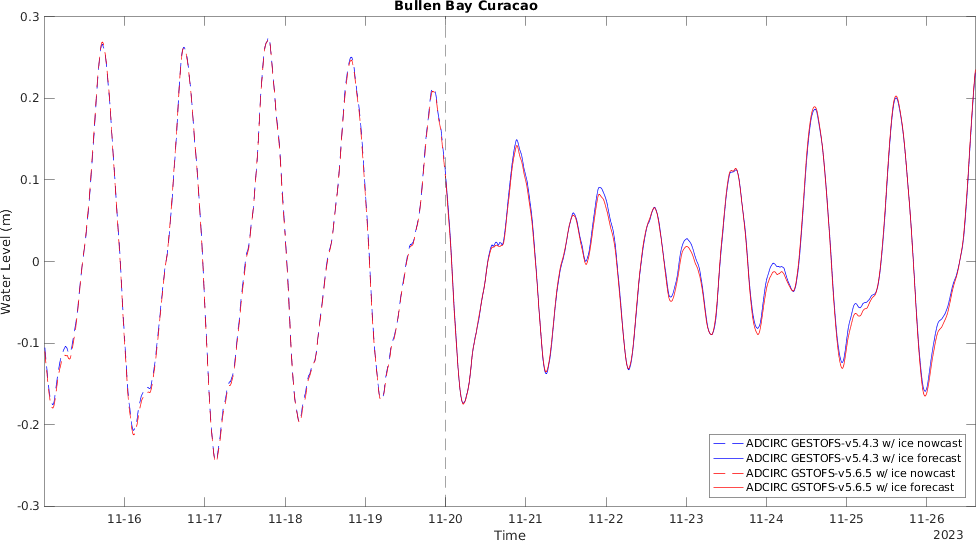 Bullen Bay Curacao
0.3
0.2
0.1
0
-0.1
-0.2
-0.3
Water Level (m)
11-16
11-17
11-18
11-19
11-20
11-21
11-22
11-23
11-24
11-25
11-26
Time
2023
ADCIRC GESTOFS-v5.4.3 w/ ice nowcast
ADCIRC GESTOFS-v5.4.3 w/ ice forecast
ADCIRC GSTOFS-v5.6.5 w/ ice nowcast
ADCIRC GSTOFS-v5.6.5 w/ ice forecast